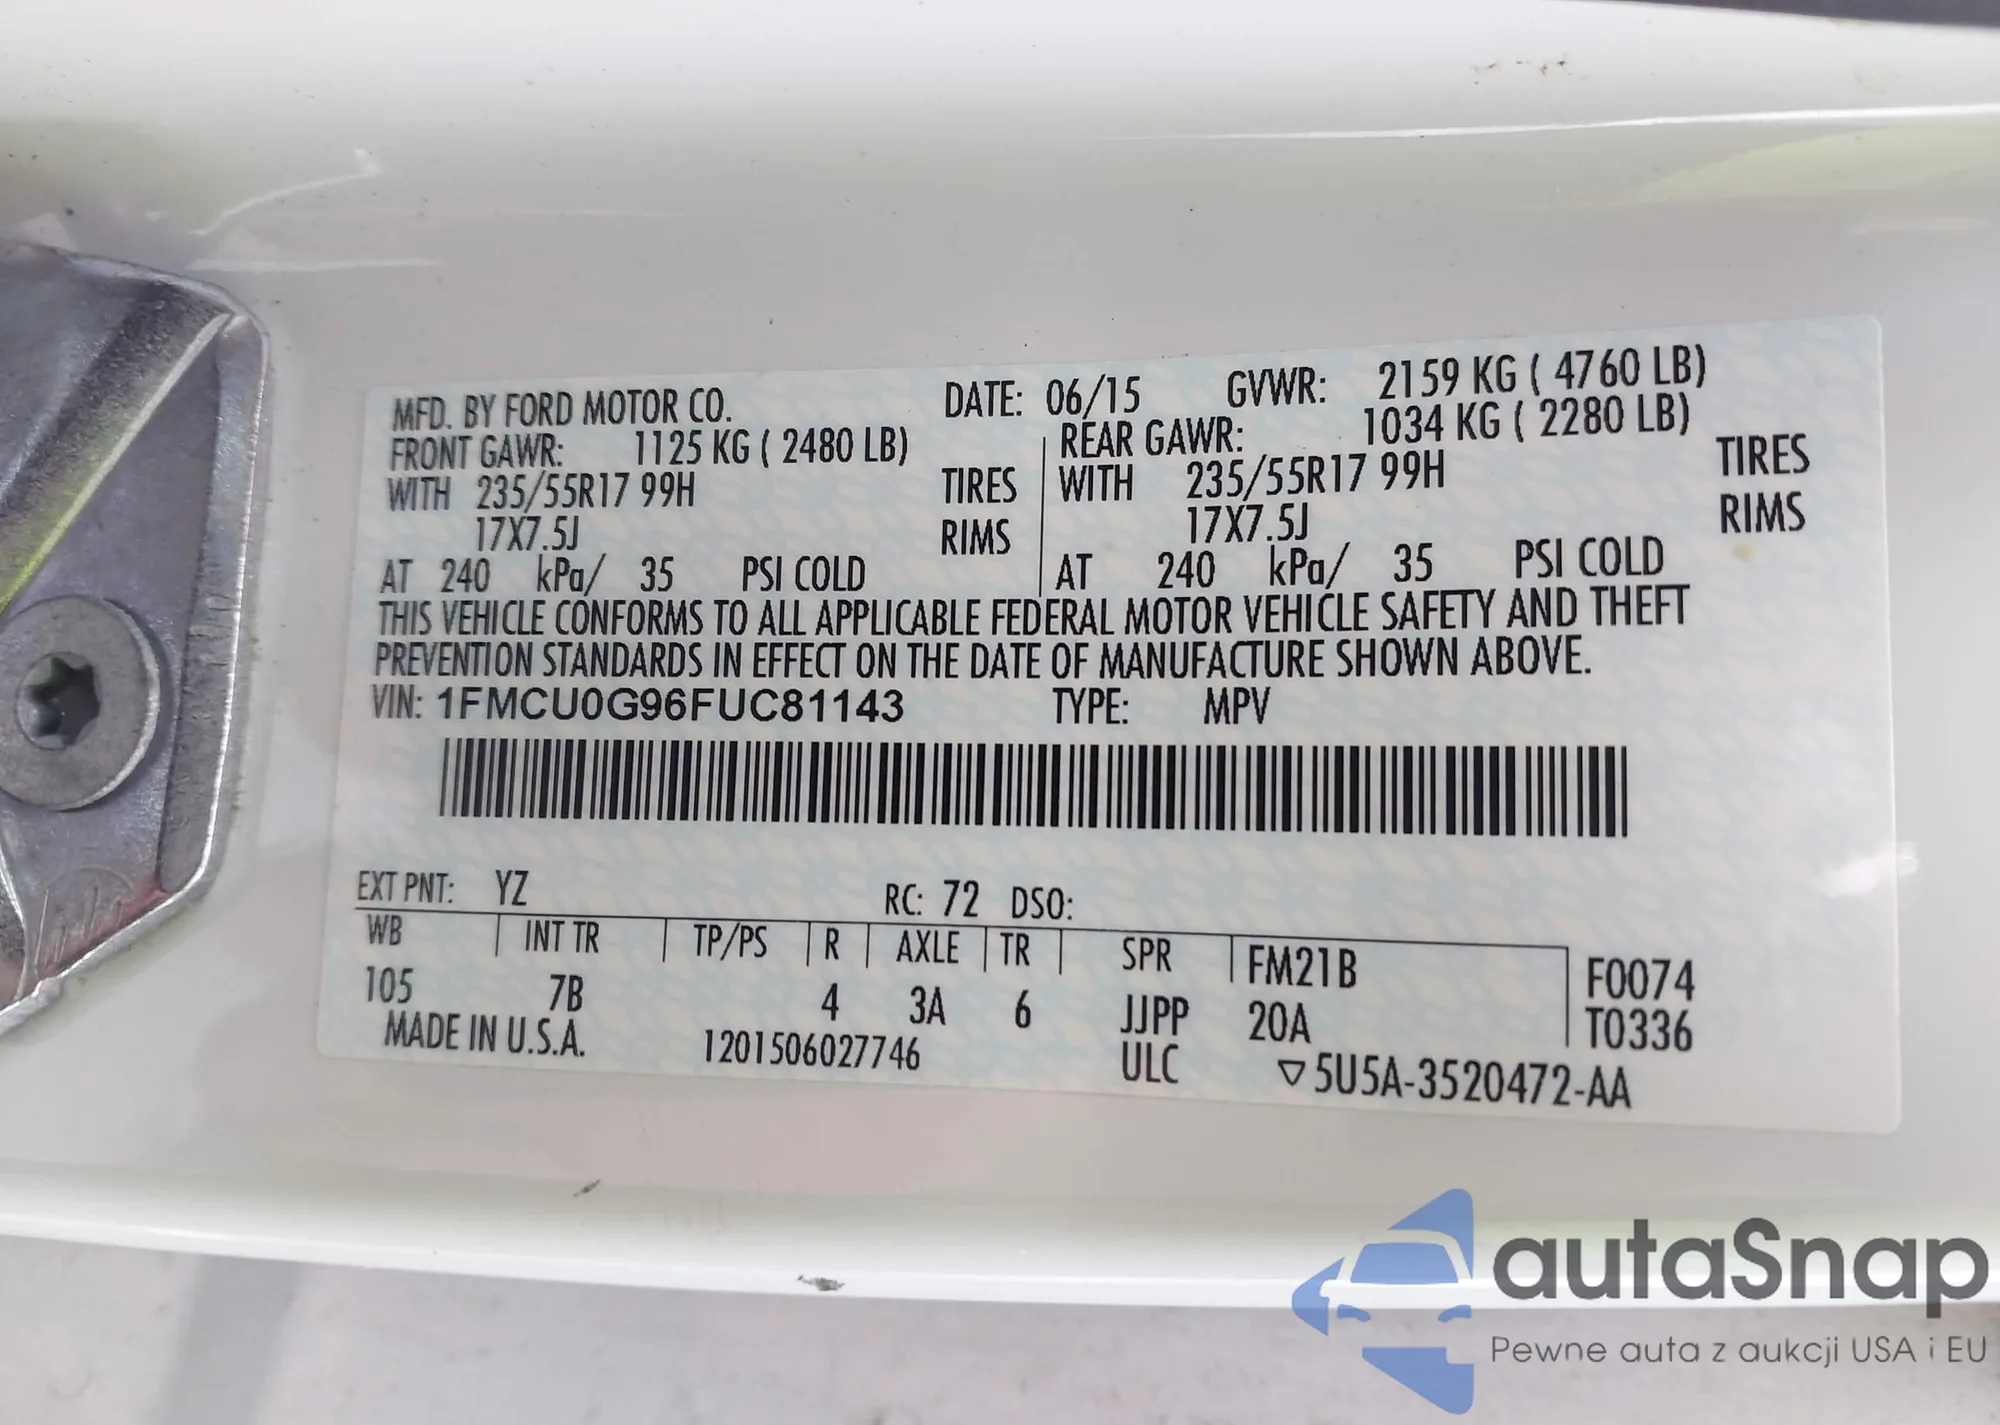 MFD. BY FORD MOTOR CO. DATE: 06/15 GVWR: 2159 KG ( 4760 LB)
FRONT GAWR: 1125 KG ( 2480 LB) REAR GAWR: 1034 KG ( 2280 LB)
WITH 235/55R17 99H TIRES WITH 235/55R17 99H TIRES
17X7.5J RIMS 17X7.5J RIMS
AT 240 kPa/ 35 PSI COLD AT 240 kPa/ 35 PSI COLD
THIS VEHICLE CONFORMS TO ALL APPLICABLE FEDERAL MOTOR VEHICLE SAFETY AND THEFT
PREVENTION STANDARDS IN EFFECT ON THE DATE OF MANUFACTURE SHOWN ABOVE.
VIN: 1FMCU0G96FUC81143 TYPE: MPV
EXT PNT: YZ RC: 72 DSO:
WB INT TR TP/PS R AXLE TR SPR FM21B F0074
105 7B 4 3A 6 JJPP 20A T0336
MADE IN U.S.A. 1201506027746 ULC ▽5U5A-3520472-AA
autaSnap
Pewne auta z aukcji USA i EU